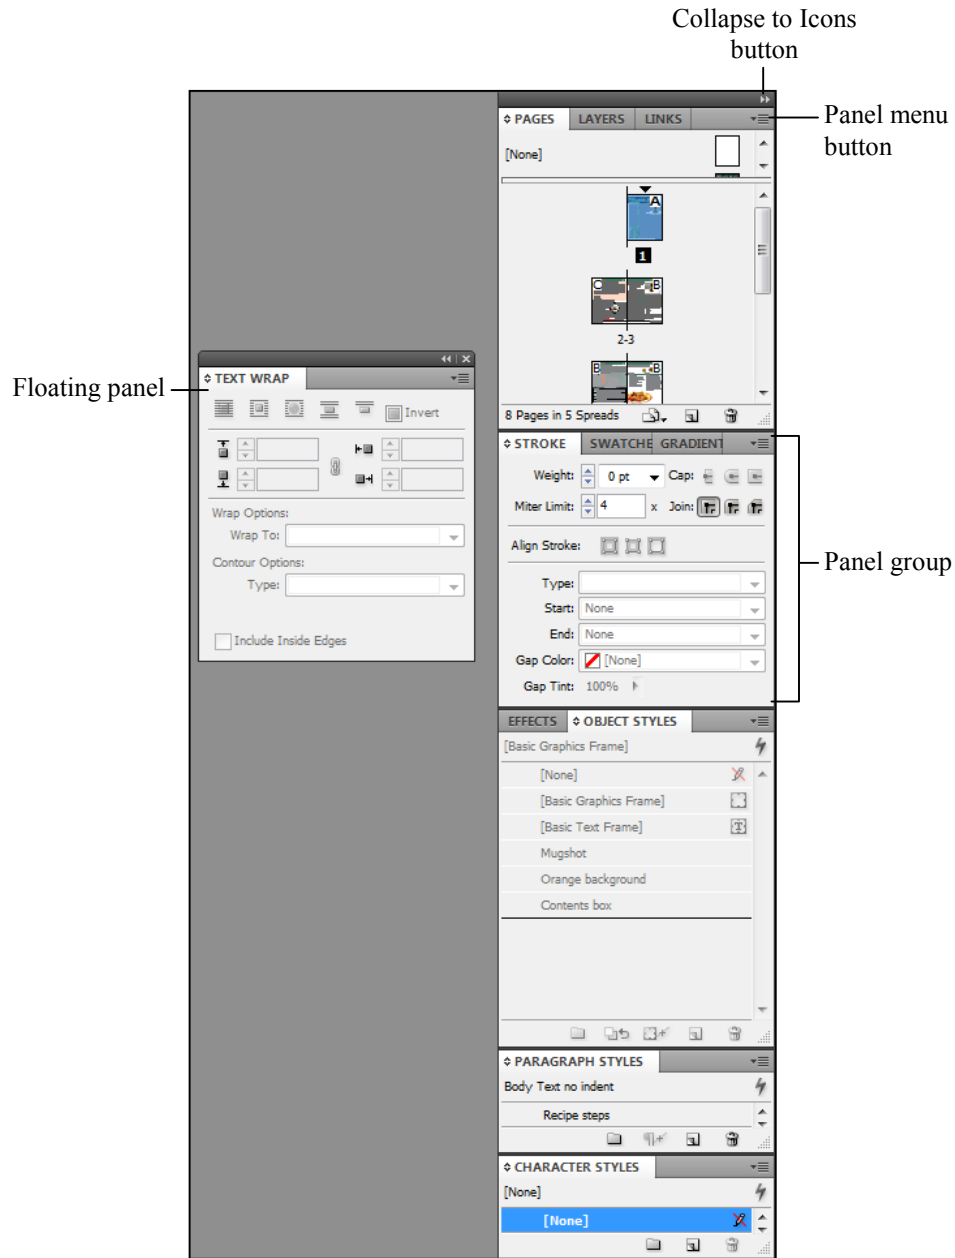 Collapse to Icons
button
PAGES LAYERS LINKS
Panel menu
button
[None]
A
1
C B
2-3
B B
8 Pages in 5 Spreads
Floating panel
TEXT WRAP
Invert
Wrap Options:
Wrap To:
Contour Options:
Type:
Include Inside Edges
STROKE SWATCHE GRADIENT
Weight: 0 pt Cap:
Miter Limit: 4 x Join:
Align Stroke:
Panel group
Type:
Start: None
End: None
Gap Color: [None]
Gap Tint: 100%
EFFECTS OBJECT STYLES
[Basic Graphics Frame]
[None]
[Basic Graphics Frame]
[Basic Text Frame]
Mugshot
Orange background
Contents box
PARAGRAPH STYLES
Body Text no indent
Recipe steps
CHARACTER STYLES
[None]
[None]